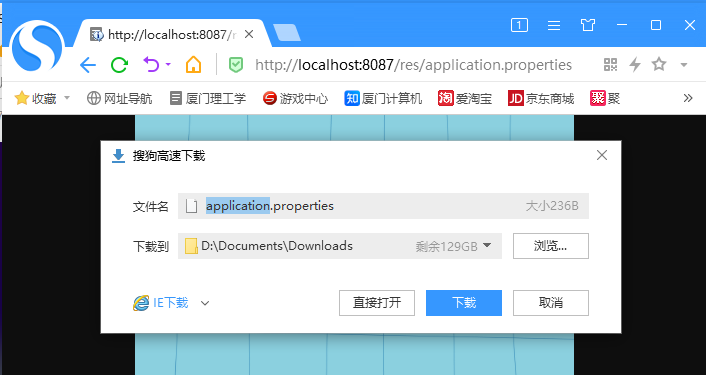 http://localhost:8087/r
1
http://localhost:8087/res/application.properties
收藏 网址导航 厦门理工学 游戏中心 知 厦门计算机 淘 爱淘宝 JD 京东商城 聚 聚
搜狗高速下载
文件名 application.properties 大小236B
下载到 D:\Documents\Downloads 剩余129GB 浏览...
IE下载 直接打开 下载 取消